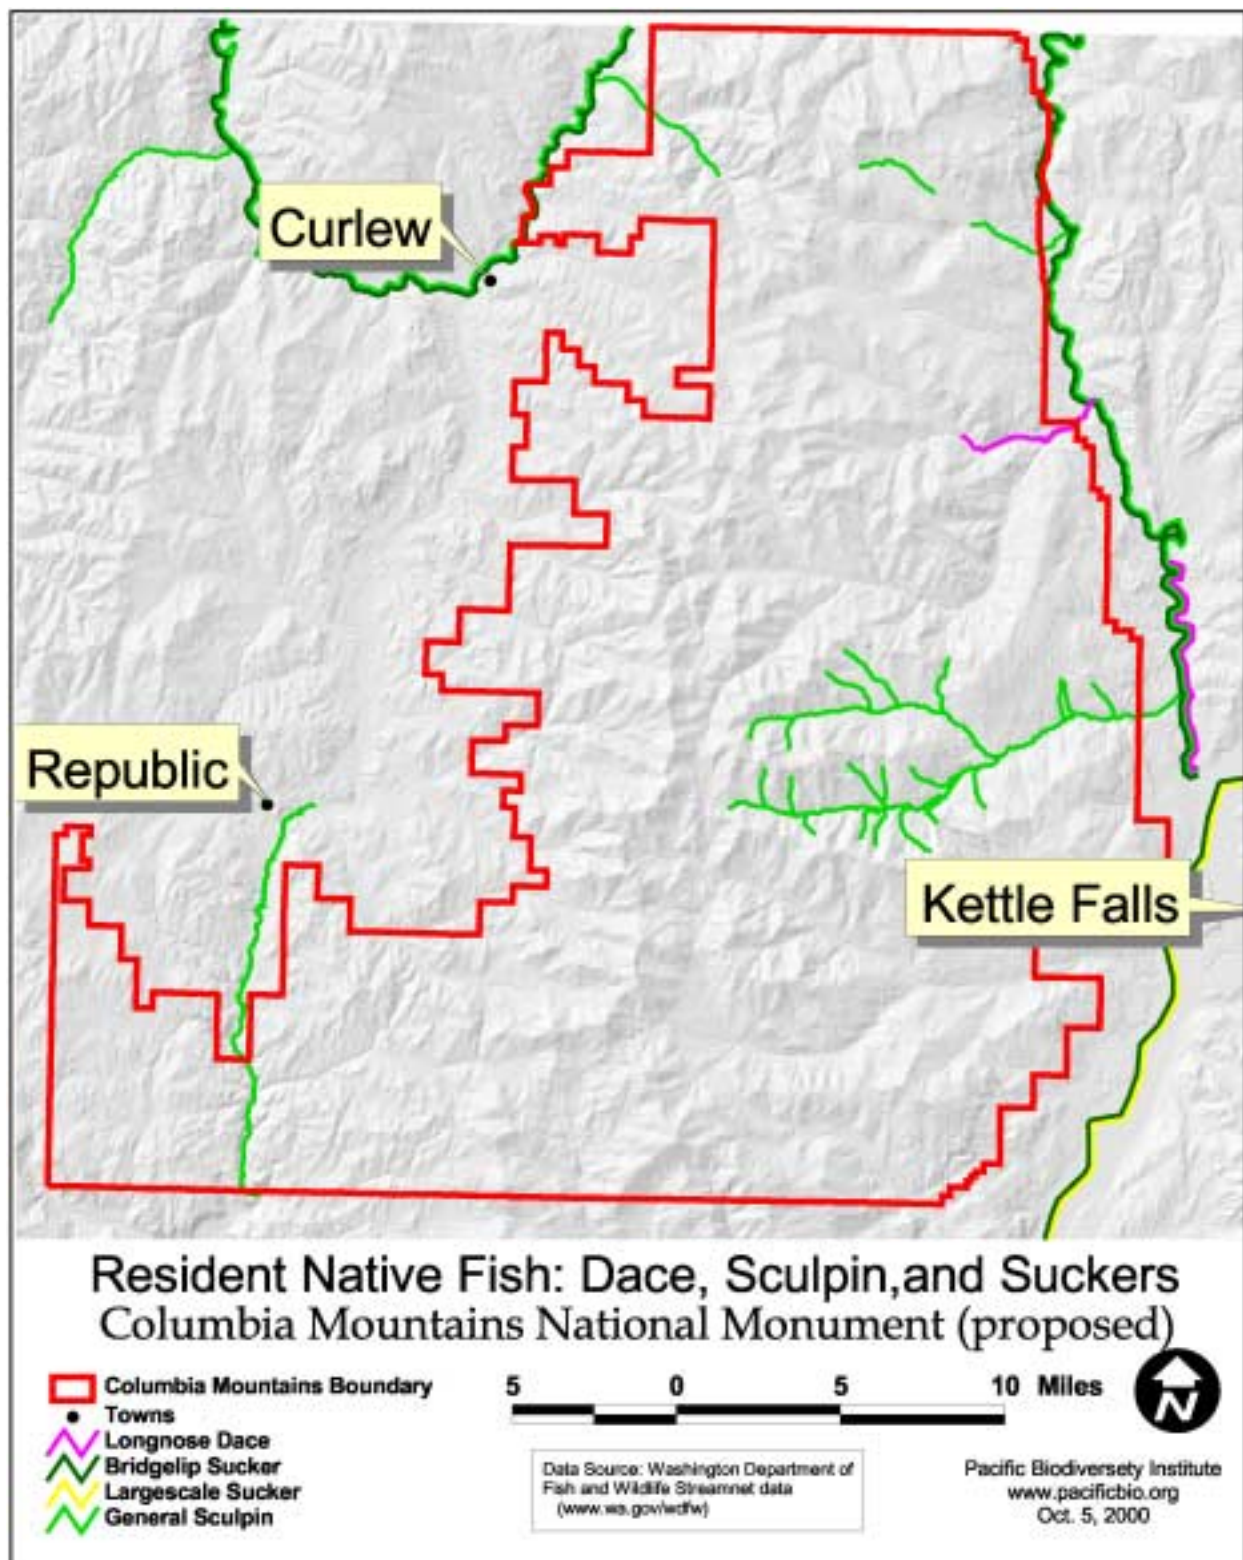 Curlew
Republic
Kettle Falls
Resident Native Fish: Dace, Sculpin,and Suckers
Columbia Mountains National Monument (proposed)
Columbia Mountains Boundary
Towns
Longnose Dace
Bridgelip Sucker
Largescale Sucker
General Sculpin
5 0 5 10 Miles
N
Data Source: Washington Department of
Fish and Wildlife Streamnet data
(www.wa.gov/wdfw)
Pacific Biodiversety Institute
www.pacificbio.org
Oct. 5, 2000